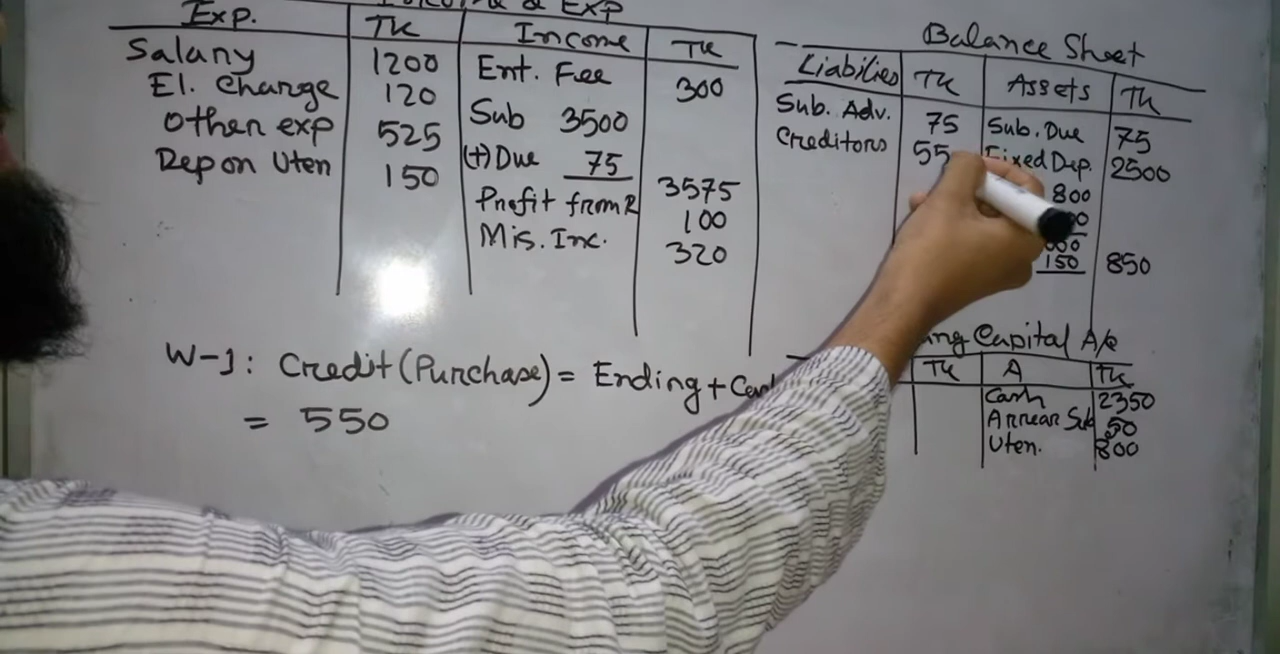 & Exp
Exp. TK Income TK
Salary 1200 Ent. Fee 300
El. Charge 120 Sub 3500
Other exp 525 (+) Due 75
3575
Dep on Uten 150 Profit from R 100
Mis. Inc. 320
Balance Sheet
Liabilies TK Assets TK
Sub. Adv. 75 Sub. Due 75
Creditors 55 Fixed Dep. 2500
800
150 850
W-1: Credit (Purchase) = Ending +
= 550
Capital A/c
TK A TK
Cash 2350
Arrear Sub 50
Uten. 800